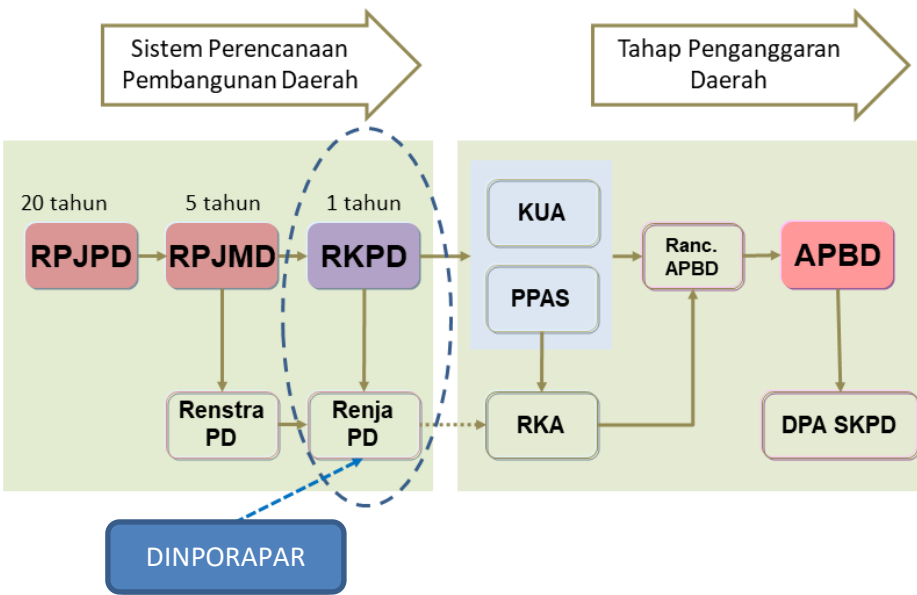 Sistem Perencanaan
Pembangunan Daerah
Tahap Penganggaran
Daerah
20 tahun
5 tahun
1 tahun
RPJPD
RPJMD
RKPD
KUA
PPAS
Ranc.
APBD
APBD
Renstra
PD
Renja
PD
RKA
DPA SKPD
DINPORAPAR